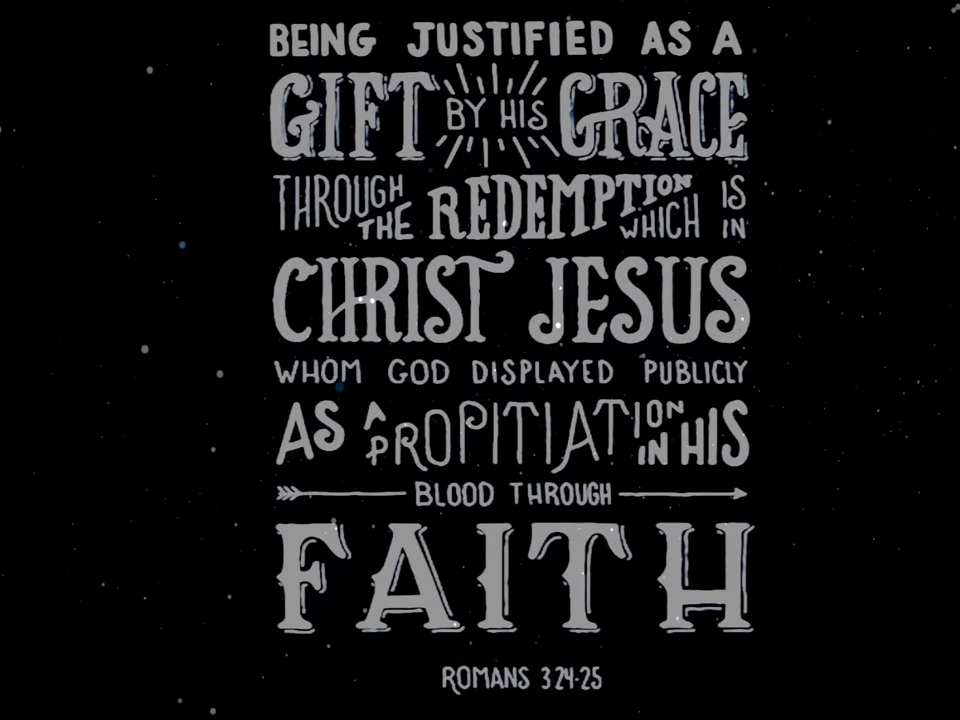 BEING JUSTIFIED AS A
GIFT BY HIS GRACE
THROUGH THE REDEMPTION WHICH IS IN
CHRIST JESUS
WHOM GOD DISPLAYED PUBLICLY
AS A PROPITIATION IN HIS
BLOOD THROUGH
FAITH
ROMANS 3 24-25